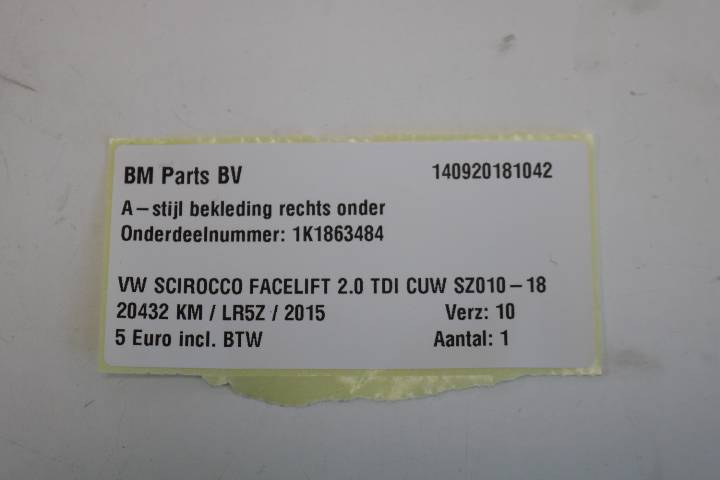 BM Parts BV 140920181042
A-stijl bekleding rechts onder
Onderdeelnummer: 1K1863484
VW SCIROCCO FACELIFT 2.0 TDI CUW SZ010-18
20432 KM / LR5Z / 2015 Verz: 10
5 Euro incl. BTW Aantal: 1